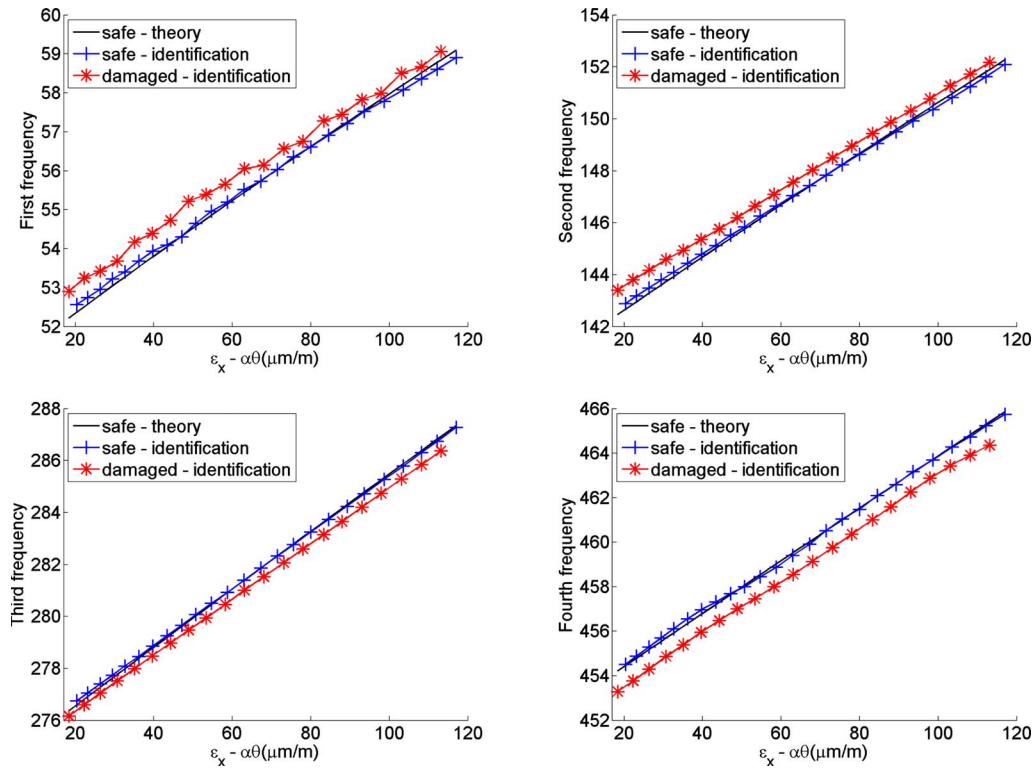 60
59
58
57
56
55
54
53
52
First frequency
safe - theory
safe - identification
damaged - identification
20 40 60 80 100 120
εx - αθ(μm/m)
154
152
150
148
146
144
142
Second frequency
safe - theory
safe - identification
damaged - identification
20 40 60 80 100 120
εx - αθ(μm/m)
288
286
284
282
280
278
276
Third frequency
safe - theory
safe - identification
damaged - identification
20 40 60 80 100 120
εx - αθ(μm/m)
466
464
462
460
458
456
454
452
Fourth frequency
safe - theory
safe - identification
damaged - identification
20 40 60 80 100 120
εx - αθ(μm/m)